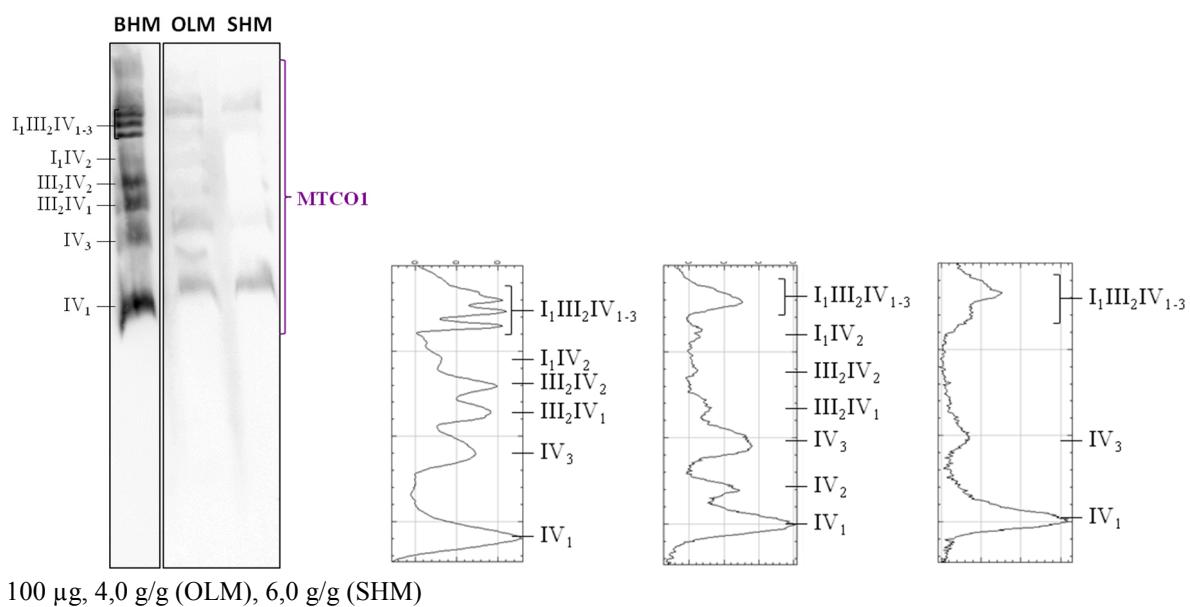 BHM OLM SHM
I₁III₂IV₁₋₃
I₁IV₂
III₂IV₂
III₂IV₁
IV₃
IV₁
MTCO1
I₁III₂IV₁₋₃
I₁IV₂
III₂IV₂
III₂IV₁
IV₃
IV₁
I₁III₂IV₁₋₃
I₁IV₂
III₂IV₂
III₂IV₁
IV₃
IV₂
IV₁
I₁III₂IV₁₋₃
IV₃
IV₁
100 µg, 4,0 g/g (OLM), 6,0 g/g (SHM)